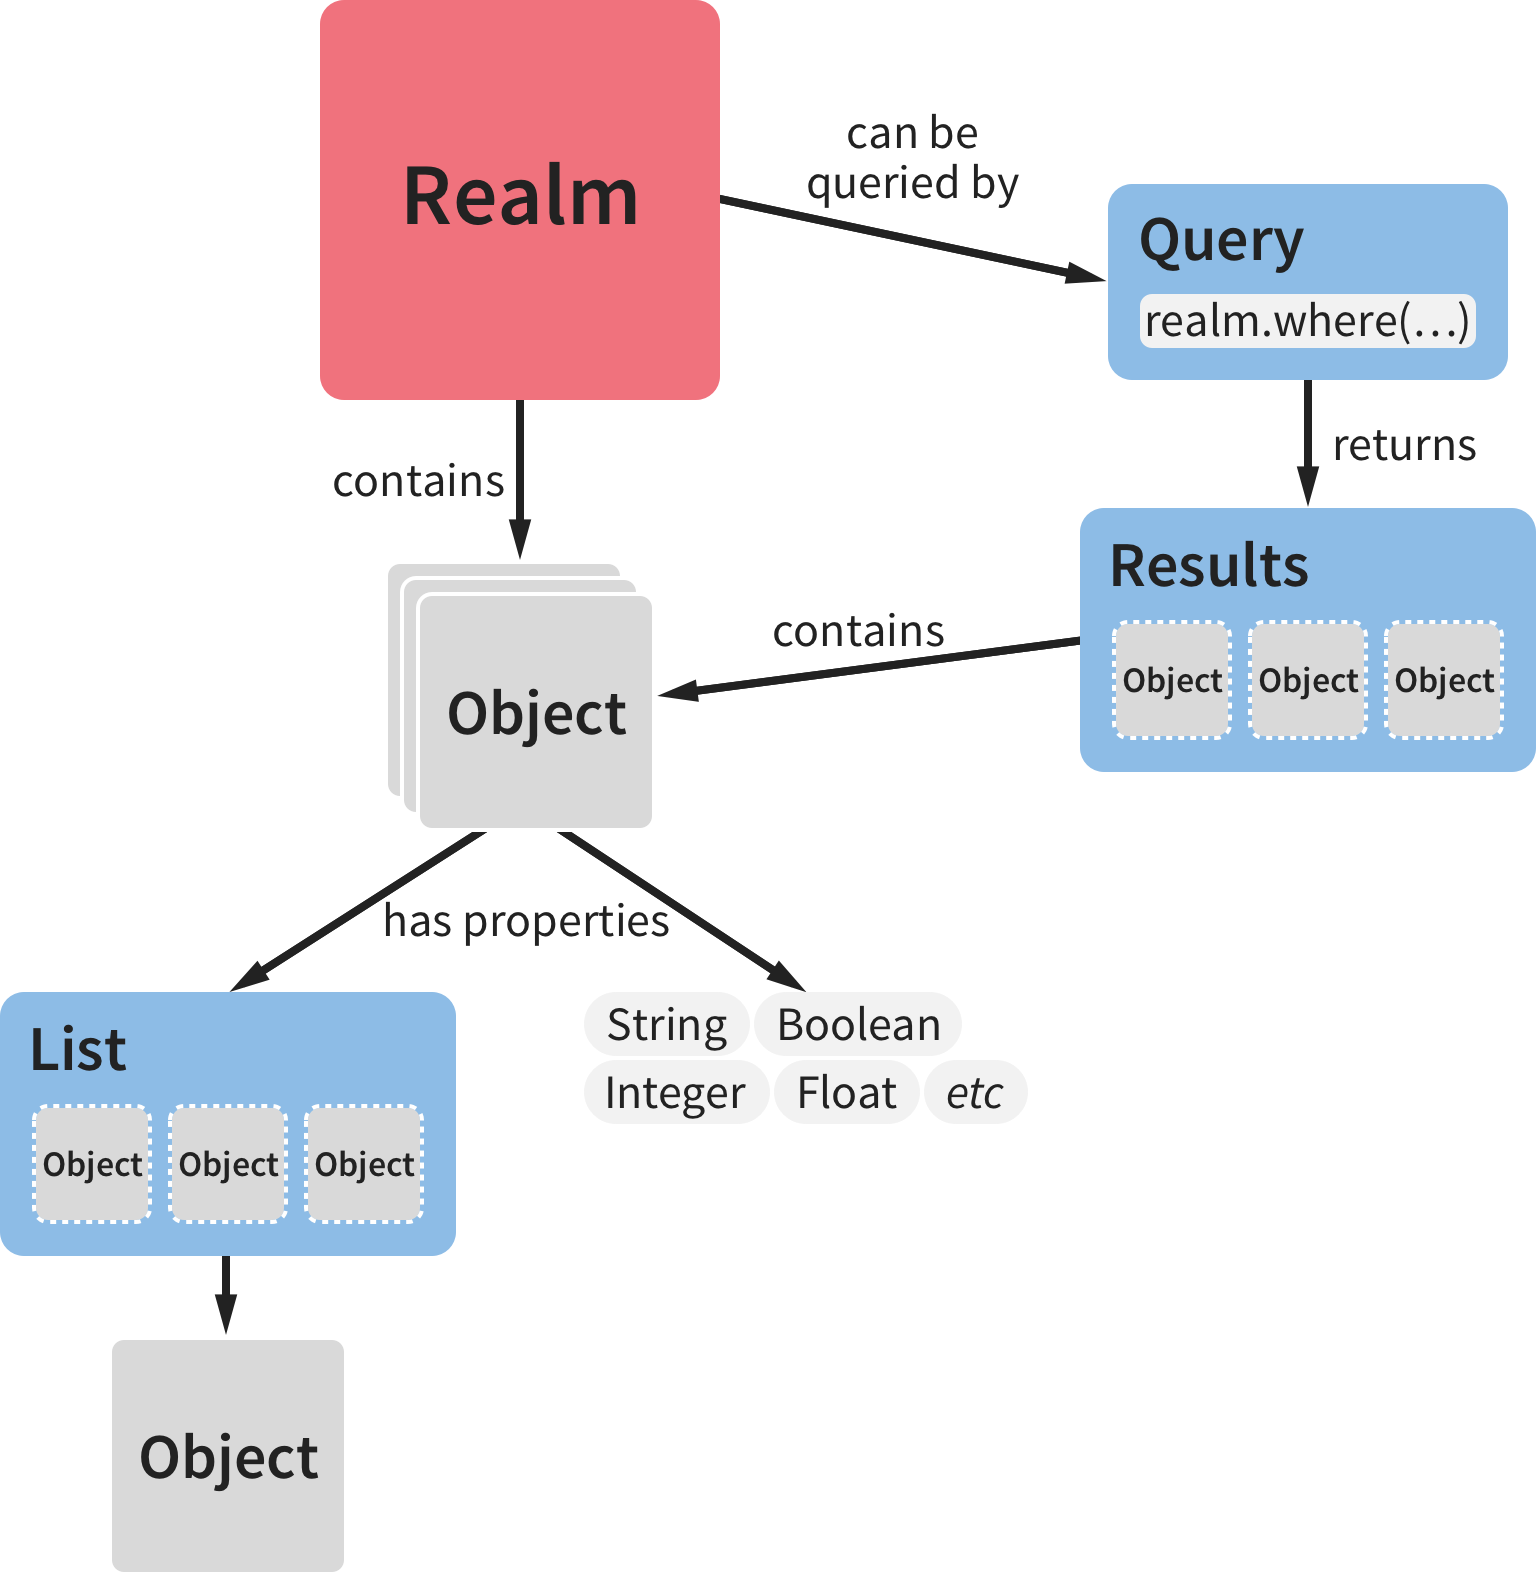 Realm
can be
queried by
Query
realm.where(…)
returns
contains
Results
Object Object Object
contains
Object
has properties
List
Object Object Object
String Boolean
Integer Float etc
Object